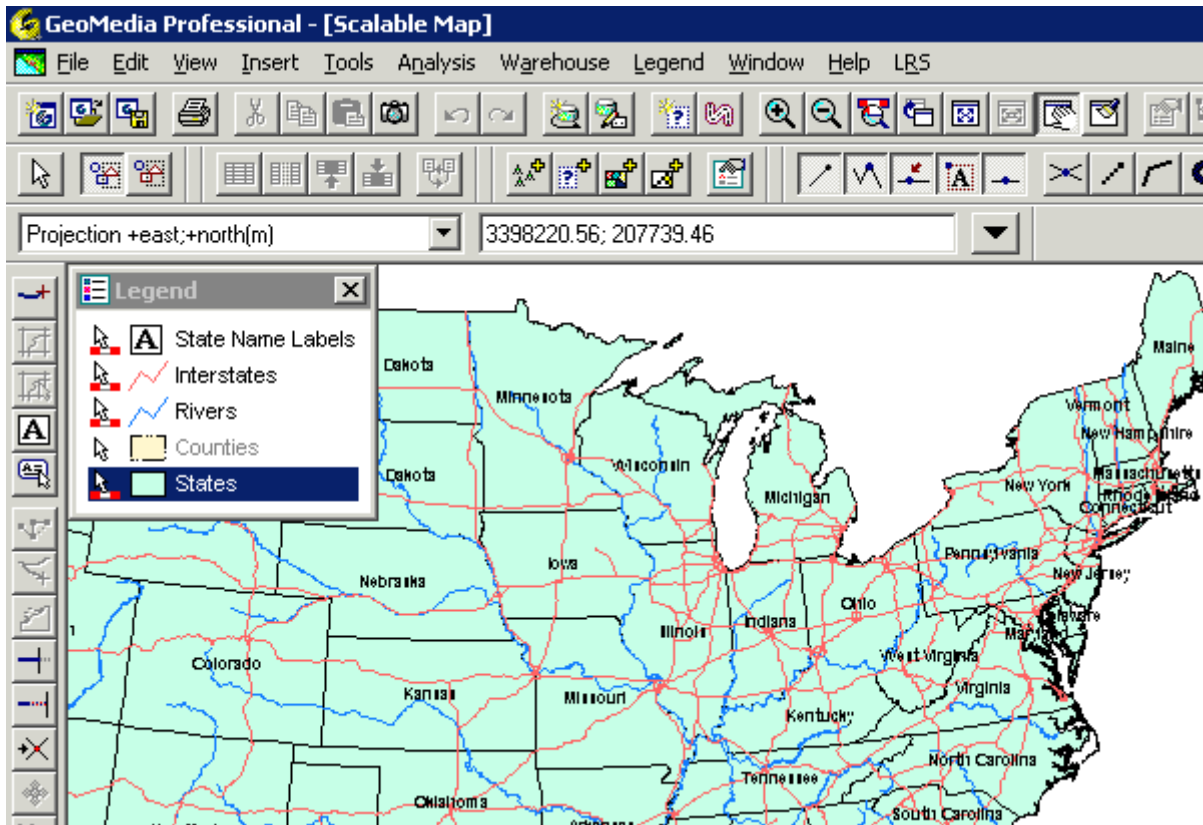 GeoMedia Professional - [Scalable Map]
File Edit View Insert Tools Analysis Warehouse Legend Window Help LRS
Projection +east;+north(m) 3398220.56; 207739.46
Legend
A State Name Labels
Interstates
Rivers
Counties
States
A
A
Maine
Dakota
Minnesota
Vermont
New Hampshire
Dakota
Wisconsin
Michigan
New York
Massachusetts
Rhode Island
Connecticut
Iowa
Pennsylvania
Nebraska
New Jersey
Ohio
Delaware
Illinois
Indiana
Colorado
West Virginia
Kansas
Missouri
Virginia
Kentucky
North Carolina
Tennessee
Oklahoma
South Carolina